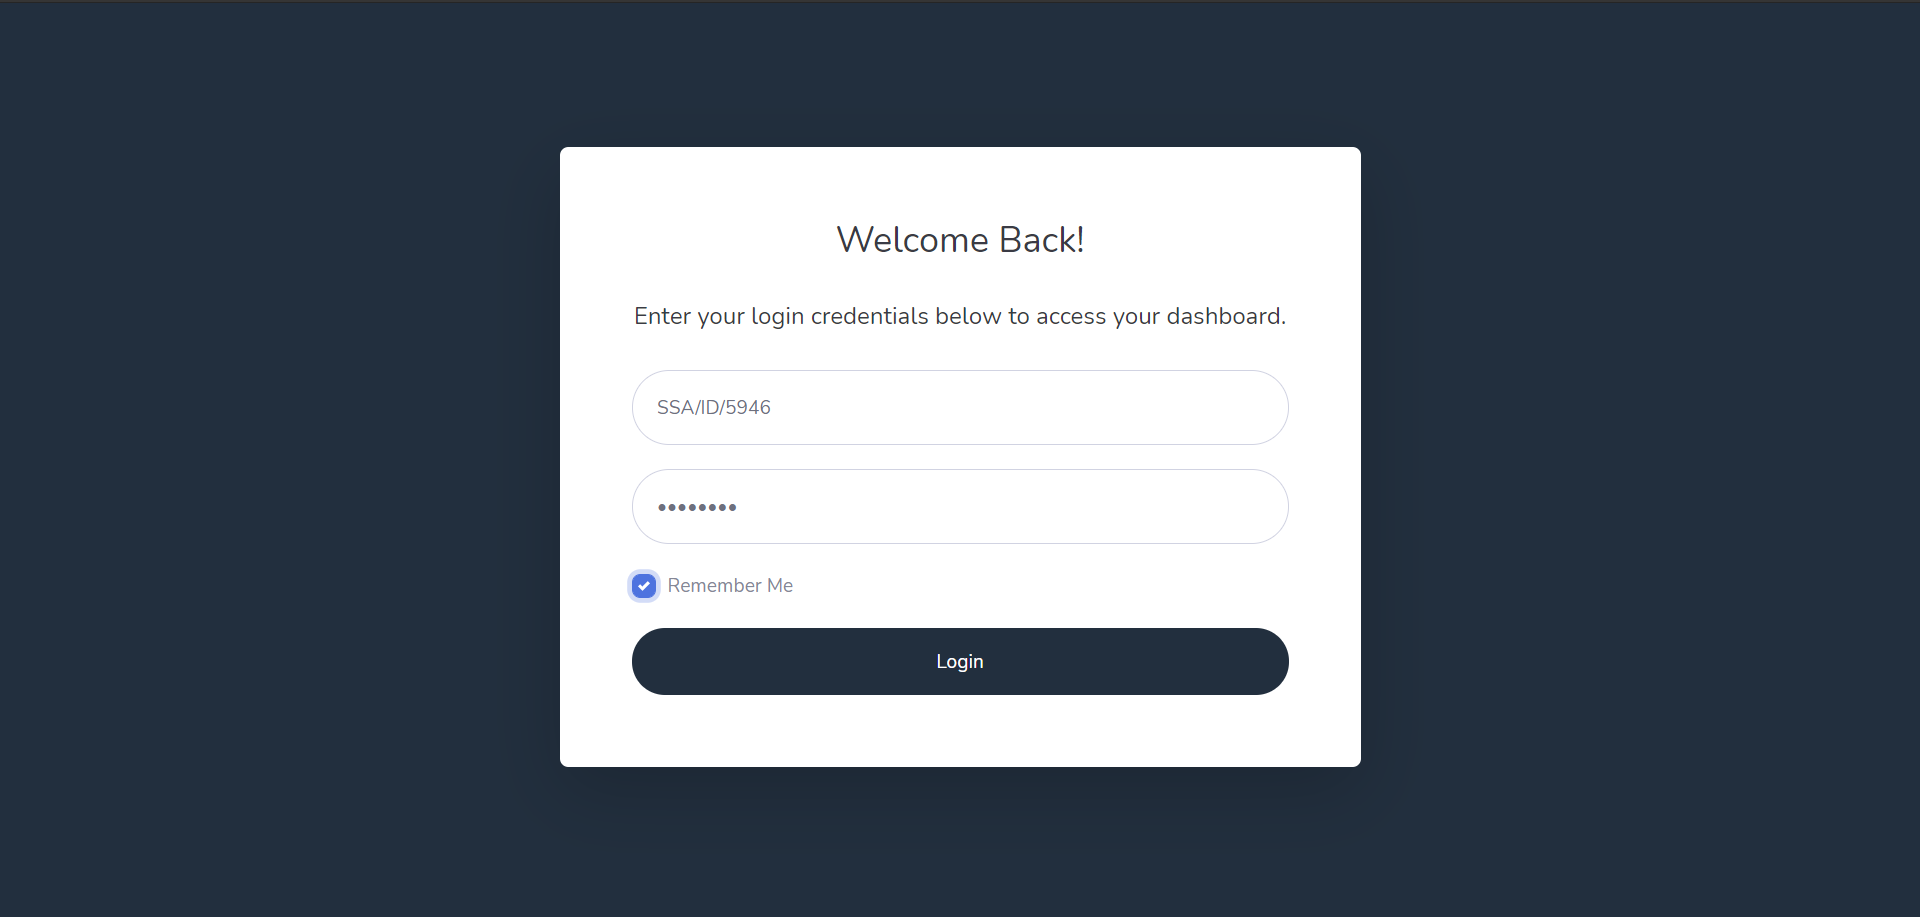 Welcome Back!
Enter your login credentials below to access your dashboard.
SSA/ID/5946
••••••••
Remember Me
Login